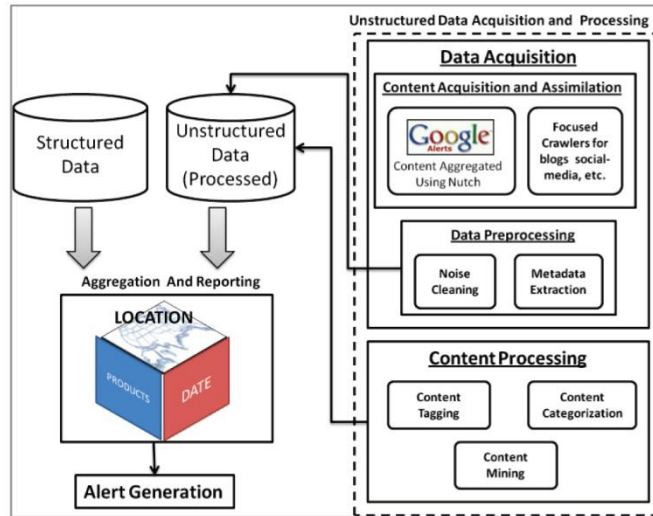 Unstructured Data Acquisition and Processing
Data Acquisition
Content Acquisition and Assimilation
Google
Alerts
Content Aggregated
Using Nutch
Focused
Crawlers for
blogs social-
media, etc.
Data Preprocessing
Noise
Cleaning
Metadata
Extraction
Content Processing
Content
Tagging
Content
Categorization
Content
Mining
Structured
Data
Unstructured
Data
(Processed)
Aggregation And Reporting
LOCATION
PRODUCTS
DATE
Alert Generation